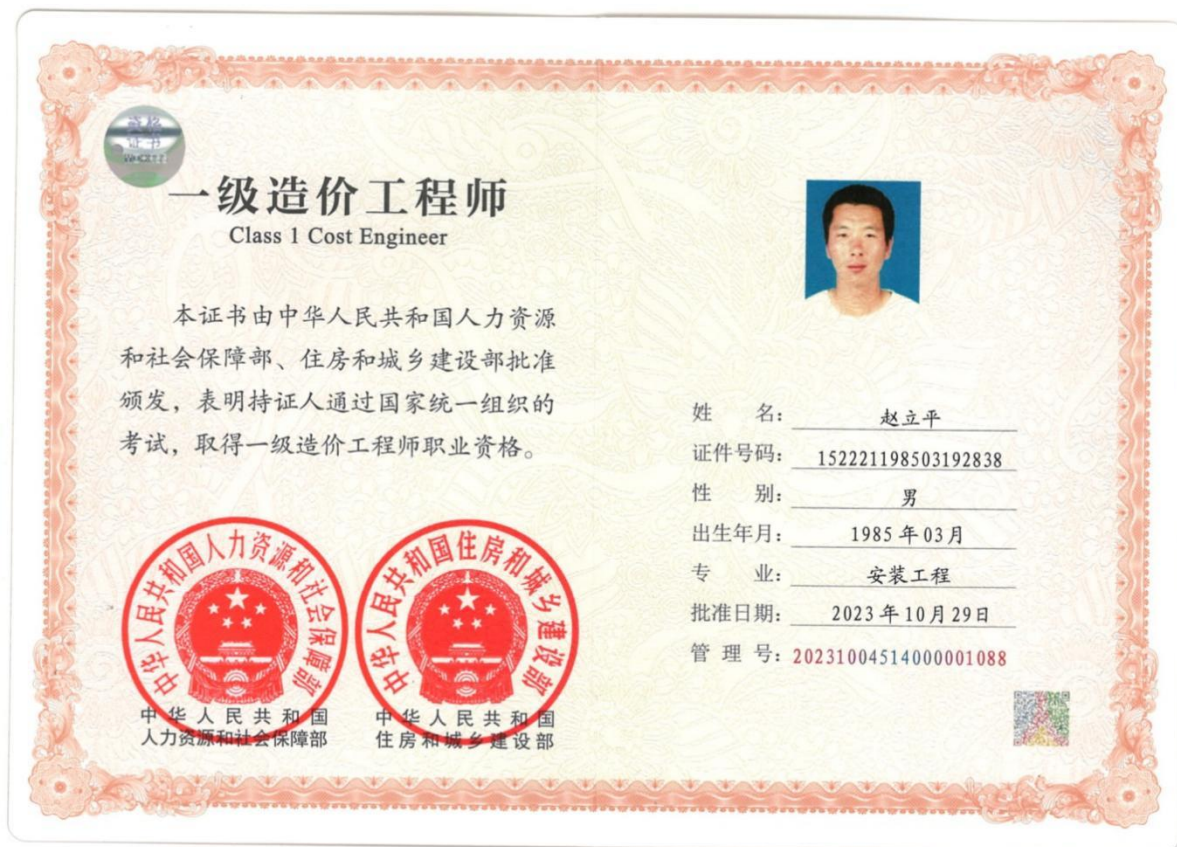 一级造价工程师
Class 1 Cost Engineer
本证书由中华人民共和国人力资源
和社会保障部、住房和城乡建设部批准
颁发，表明持证人通过国家统一组织的
考试，取得一级造价工程师职业资格。
中华人民共和国人力资源和社会保障部
中华人民共和国住房和城乡建设部
中华人民共和国
人力资源和社会保障部
中华人民共和国
住房和城乡建设部
姓 名：赵立平
证件号码：152221198503192838
性 别：男
出生年月：1985年03月
专 业：安装工程
批准日期：2023年10月29日
管 理 号：20231004514000001088